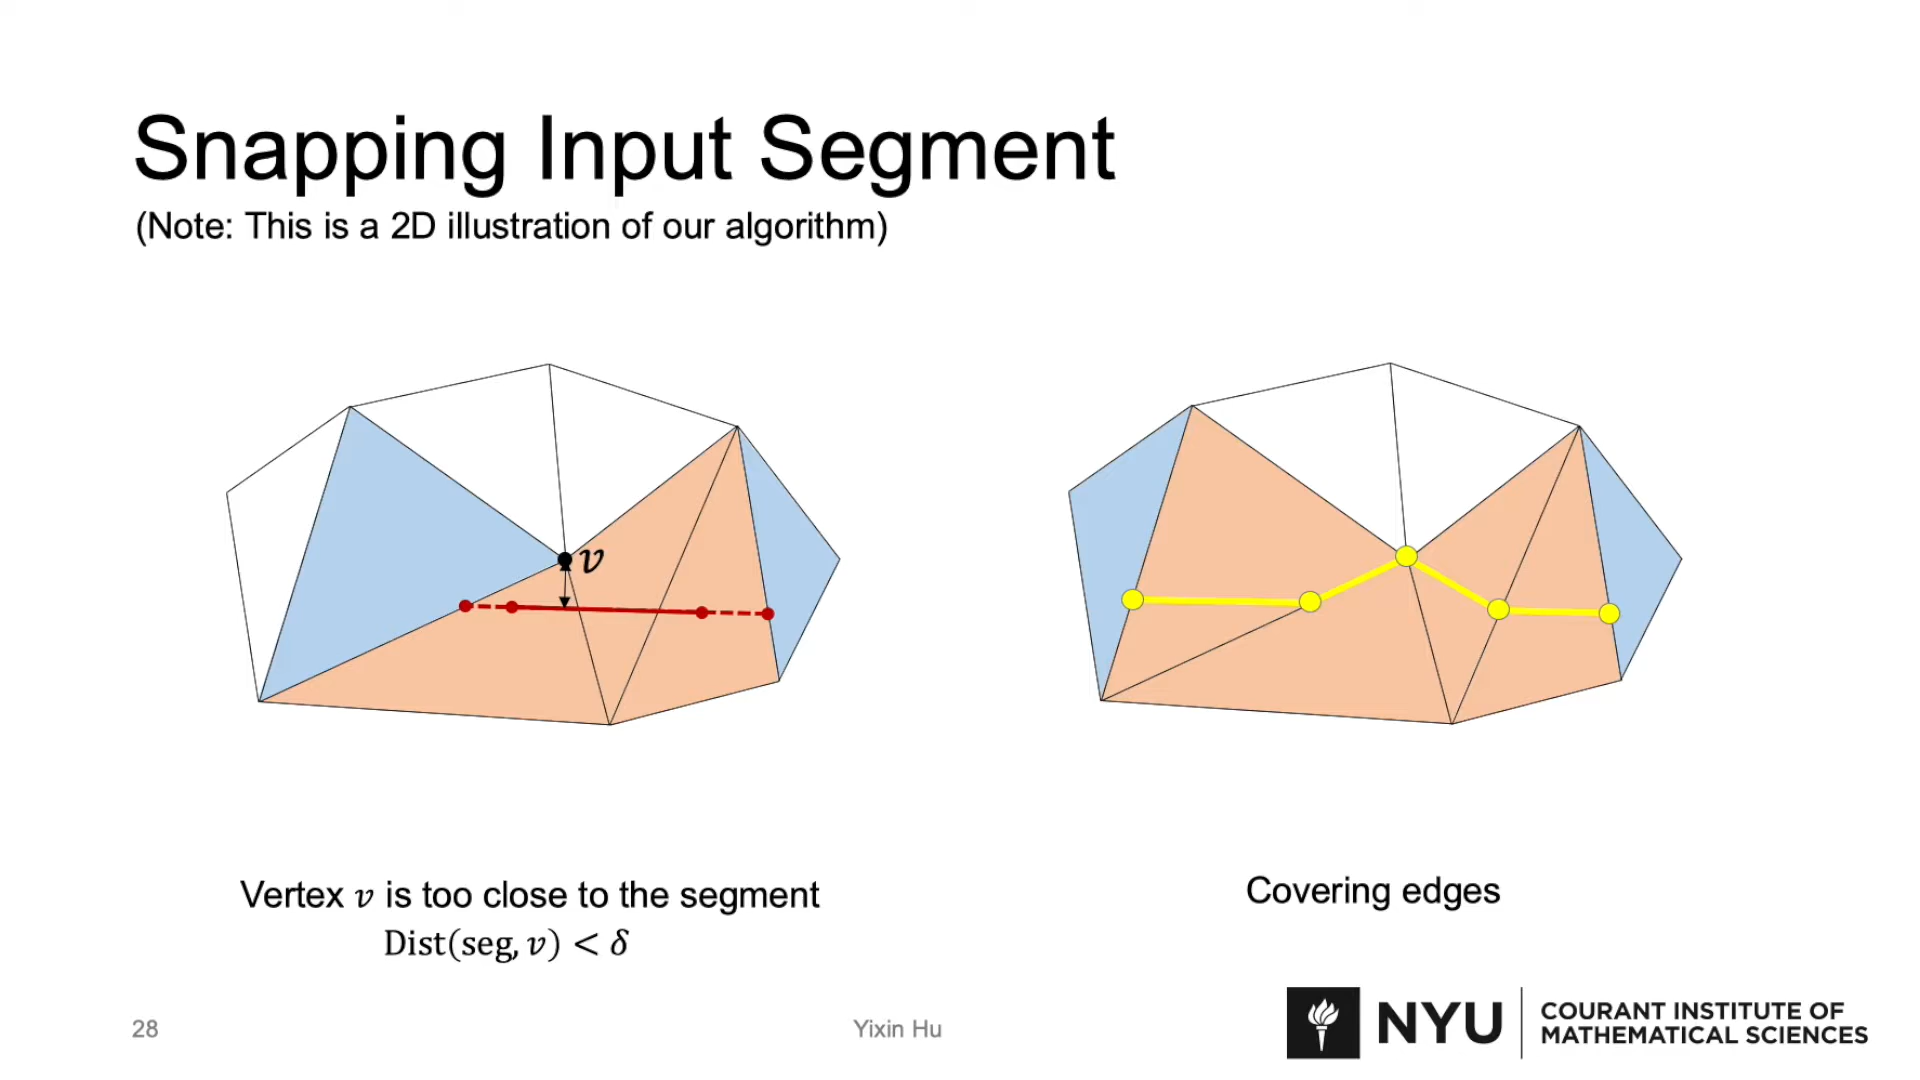 Snapping Input Segment
(Note: This is a 2D illustration of our algorithm)
v
Vertex v is too close to the segment
Dist(seg, v) < δ
Covering edges
28
Yixin Hu
NYU
COURANT INSTITUTE OF
MATHEMATICAL SCIENCES